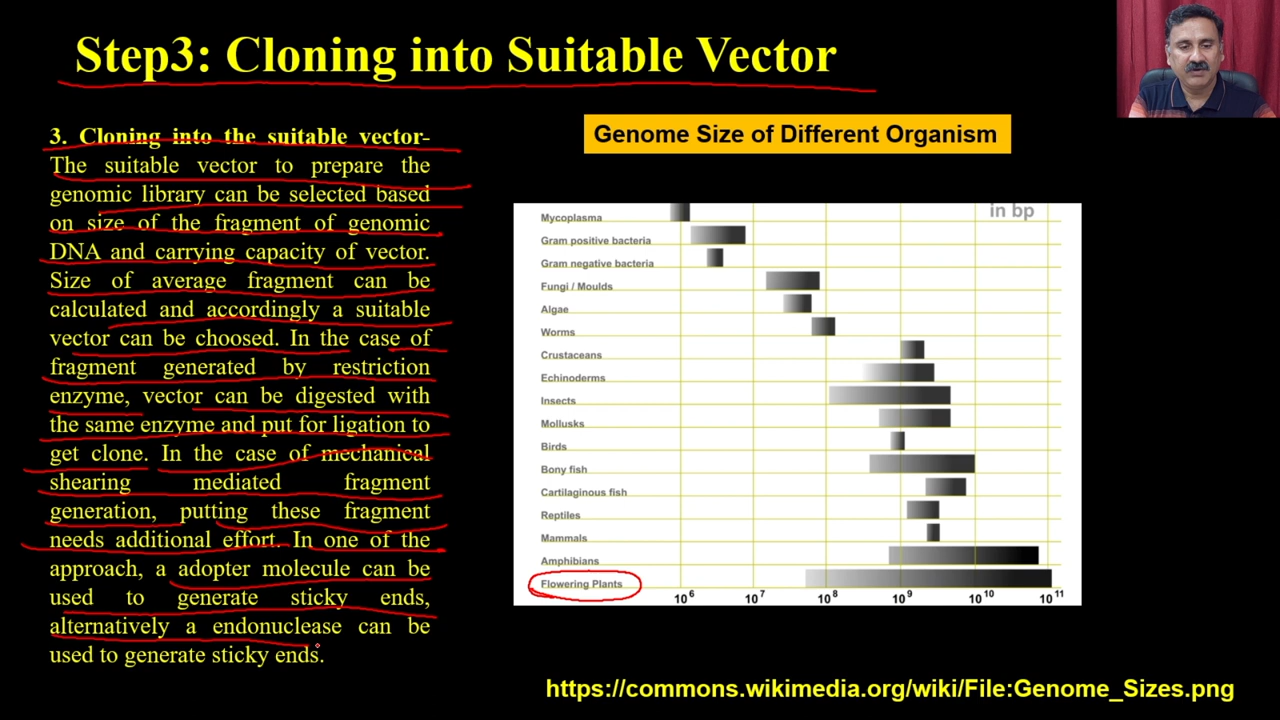 Step3: Cloning into Suitable Vector
3. Cloning into the suitable vector-
The suitable vector to prepare the
genomic library can be selected based
on size of the fragment of genomic
DNA and carrying capacity of vector.
Size of average fragment can be
calculated and accordingly a suitable
vector can be choosed. In the case of
fragment generated by restriction
enzyme, vector can be digested with
the same enzyme and put for ligation to
get clone. In the case of mechanical
shearing mediated fragment
generation, putting these fragment
needs additional effort. In one of the
approach, a adopter molecule can be
used to generate sticky ends,
alternatively a endonuclease can be
used to generate sticky ends.
Genome Size of Different Organism
in bp
Mycoplasma
Gram positive bacteria
Gram negative bacteria
Fungi / Moulds
Algae
Worms
Crustaceans
Echinoderms
Insects
Mollusks
Birds
Bony fish
Cartilaginous fish
Reptiles
Mammals
Amphibians
Flowering Plants
10⁶ 10⁷ 10⁸ 10⁹ 10¹⁰ 10¹¹
https://commons.wikimedia.org/wiki/File:Genome_Sizes.png